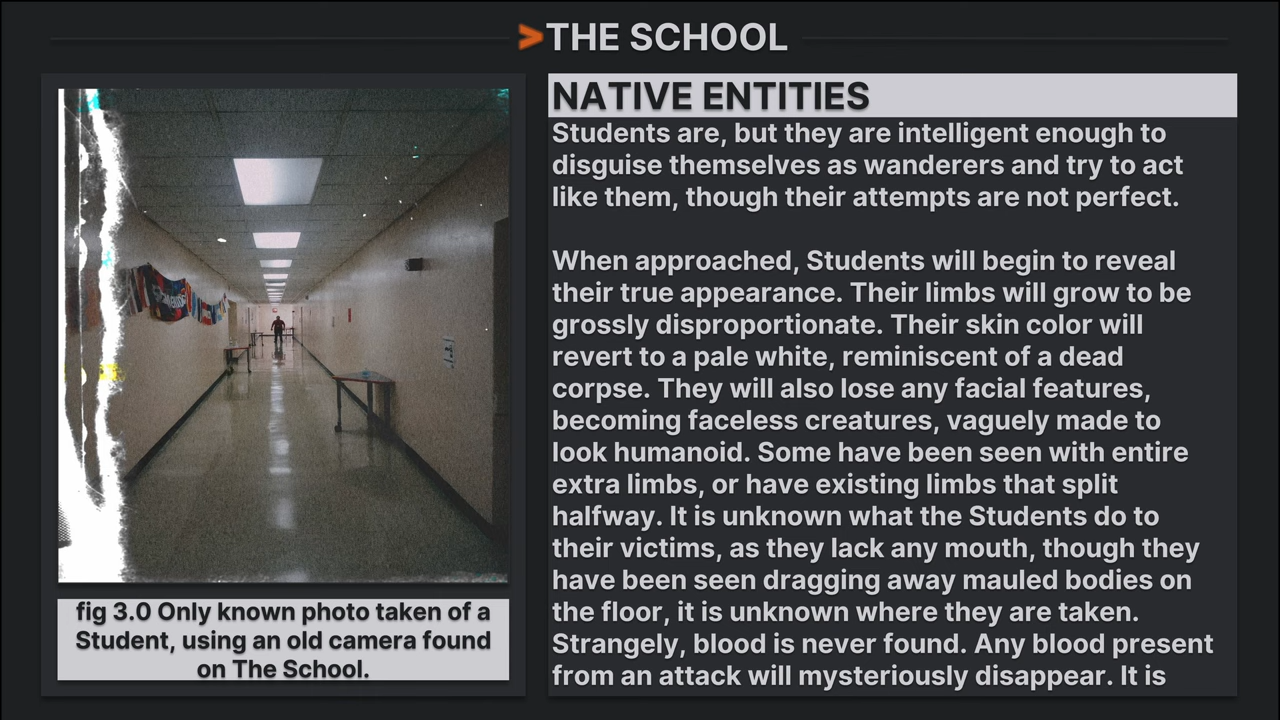 >THE SCHOOL
NATIVE ENTITIES
Students are, but they are intelligent enough to
disguise themselves as wanderers and try to act
like them, though their attempts are not perfect.
When approached, Students will begin to reveal
their true appearance. Their limbs will grow to be
grossly disproportionate. Their skin color will
revert to a pale white, reminiscent of a dead
corpse. They will also lose any facial features,
becoming faceless creatures, vaguely made to
look humanoid. Some have been seen with entire
extra limbs, or have existing limbs that split
halfway. It is unknown what the Students do to
their victims, as they lack any mouth, though they
have been seen dragging away mauled bodies on
the floor, it is unknown where they are taken.
Strangely, blood is never found. Any blood present
from an attack will mysteriously disappear. It is
fig 3.0 Only known photo taken of a
Student, using an old camera found
on The School.